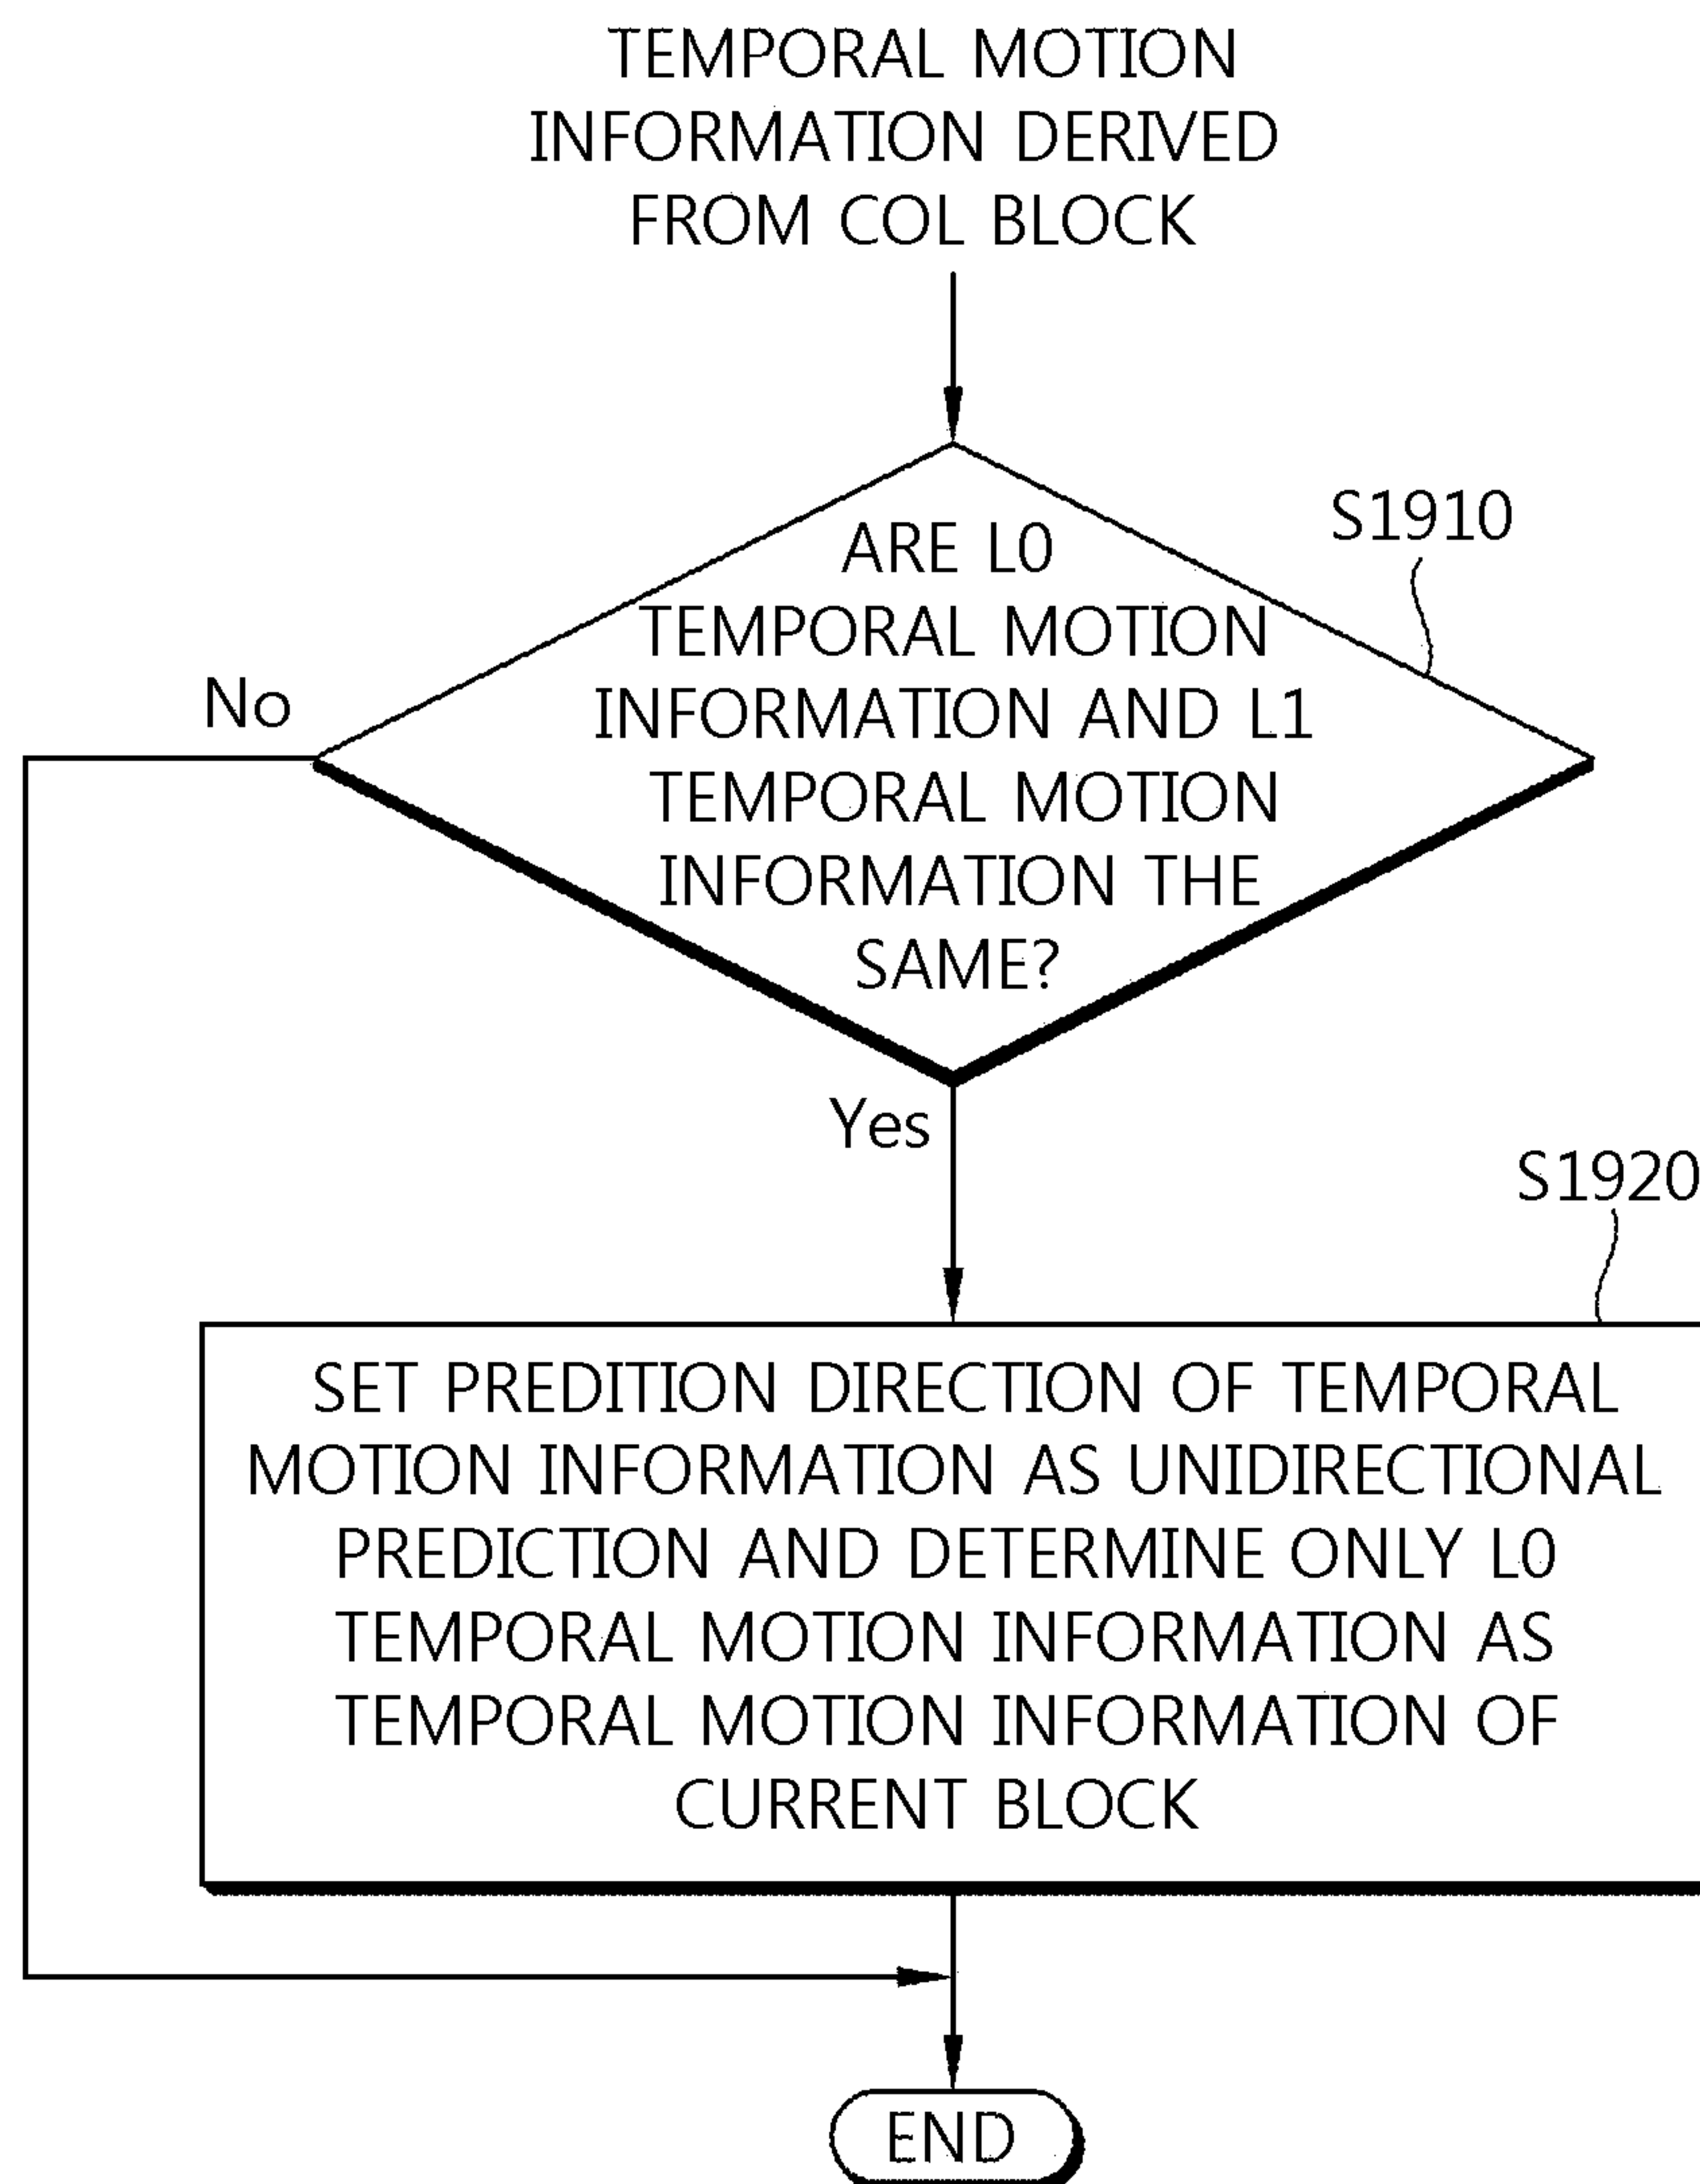 TEMPORAL MOTION
INFORMATION DERIVED
FROM COL BLOCK
ARE L0
TEMPORAL MOTION
INFORMATION AND L1
TEMPORAL MOTION
INFORMATION THE
SAME?
S1910
No
Yes
S1920
SET PREDITION DIRECTION OF TEMPORAL
MOTION INFORMATION AS UNIDIRECTIONAL
PREDICTION AND DETERMINE ONLY L0
TEMPORAL MOTION INFORMATION AS
TEMPORAL MOTION INFORMATION OF
CURRENT BLOCK
END